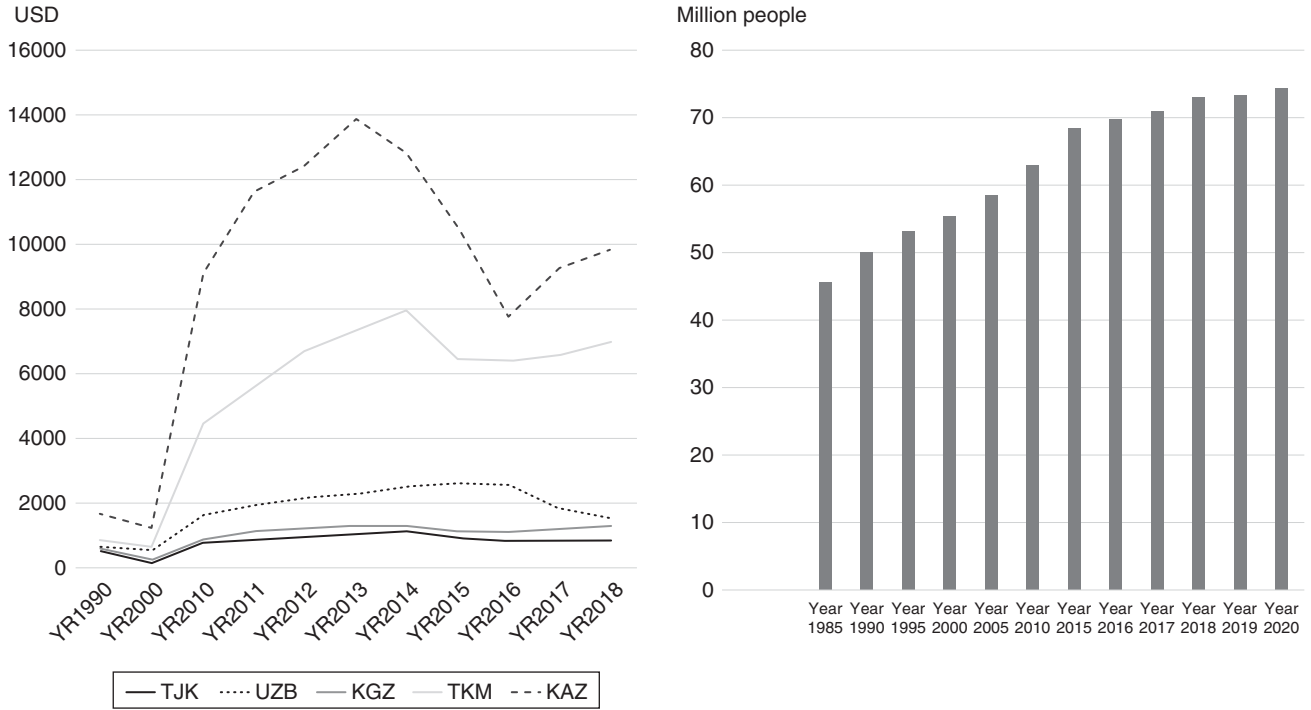 USD
16000
14000
12000
10000
8000
6000
4000
2000
0
YR1990
YR2000
YR2010
YR2011
YR2012
YR2013
YR2014
YR2015
YR2016
YR2017
YR2018
TJK UZB KGZ TKM KAZ
Million people
80
70
60
50
40
30
20
10
0
Year Year Year Year Year Year Year Year Year Year Year Year
1985 1990 1995 2000 2005 2010 2015 2016 2017 2018 2019 2020